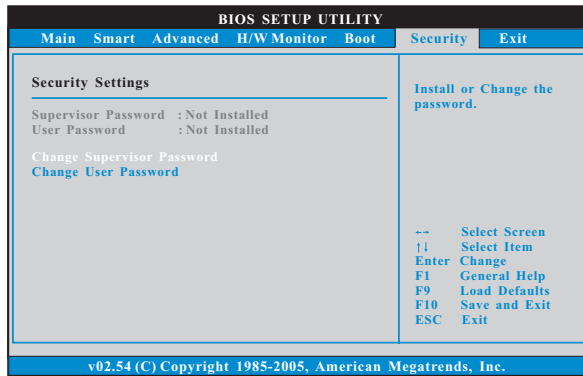 BIOS SETUP UTILITY
Main Smart Advanced H/W Monitor Boot Security Exit
Security Settings
Supervisor Password : Not Installed
User Password : Not Installed
Change Supervisor Password
Change User Password
Install or Change the
password.
←→ Select Screen
↑↓ Select Item
Enter Change
F1 General Help
F9 Load Defaults
F10 Save and Exit
ESC Exit
v02.54 (C) Copyright 1985-2005, American Megatrends, Inc.